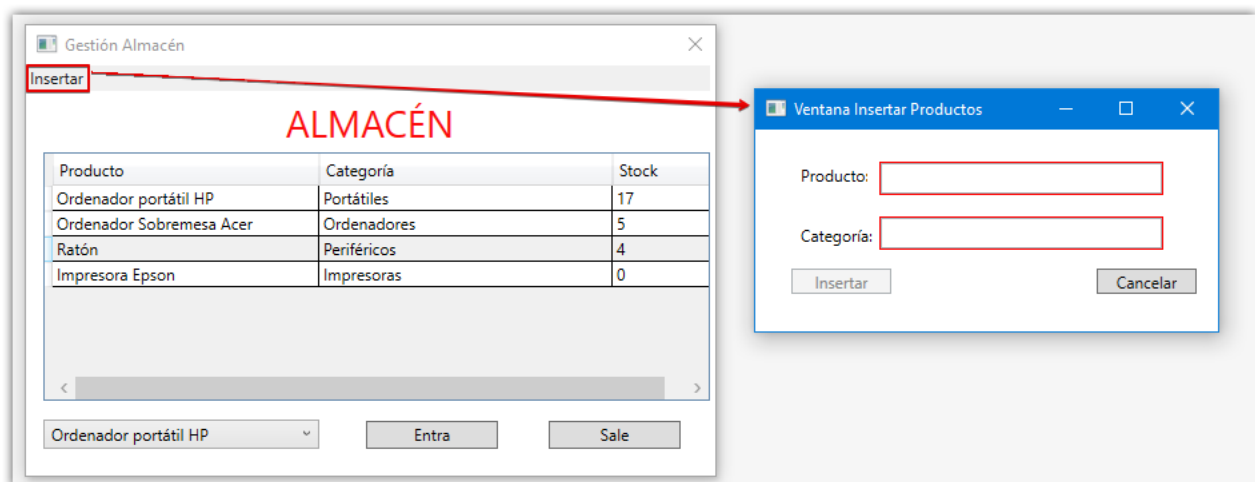 Gestión Almacén
Insertar
ALMACÉN
Producto Categoría Stock
Ordenador portátil HP Portátiles 17
Ordenador Sobremesa Acer Ordenadores 5
Ratón Periféricos 4
Impresora Epson Impresoras 0
Ordenador portátil HP Entra Sale
Ventana Insertar Productos
Producto:
Categoría:
Insertar Cancelar